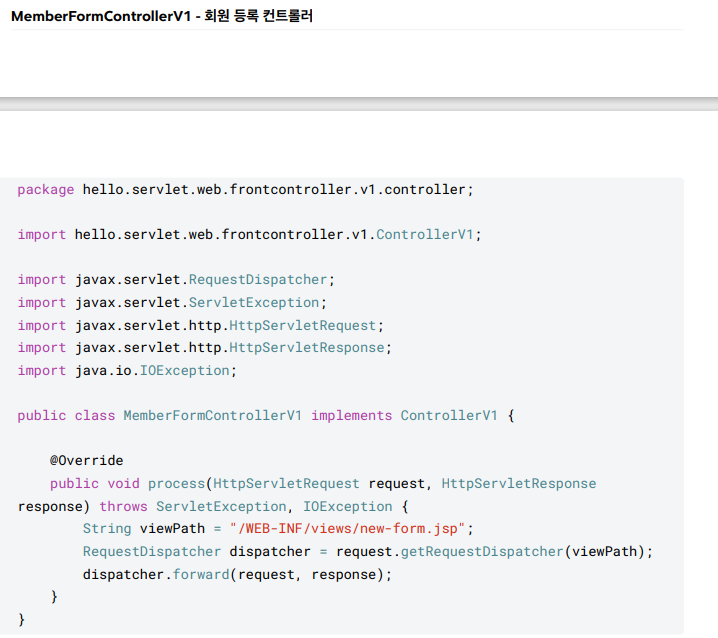 MemberFormControllerV1 - 회원 등록 컨트롤러
package hello.servlet.web.frontcontroller.v1.controller;
import hello.servlet.web.frontcontroller.v1.ControllerV1;
import javax.servlet.RequestDispatcher;
import javax.servlet.ServletException;
import javax.servlet.http.HttpServletRequest;
import javax.servlet.http.HttpServletResponse;
import java.io.IOException;
public class MemberFormControllerV1 implements ControllerV1 {
@Override
public void process(HttpServletRequest request, HttpServletResponse
response) throws ServletException, IOException {
String viewPath = "/WEB-INF/views/new-form.jsp";
RequestDispatcher dispatcher = request.getRequestDispatcher(viewPath);
dispatcher.forward(request, response);
}
}